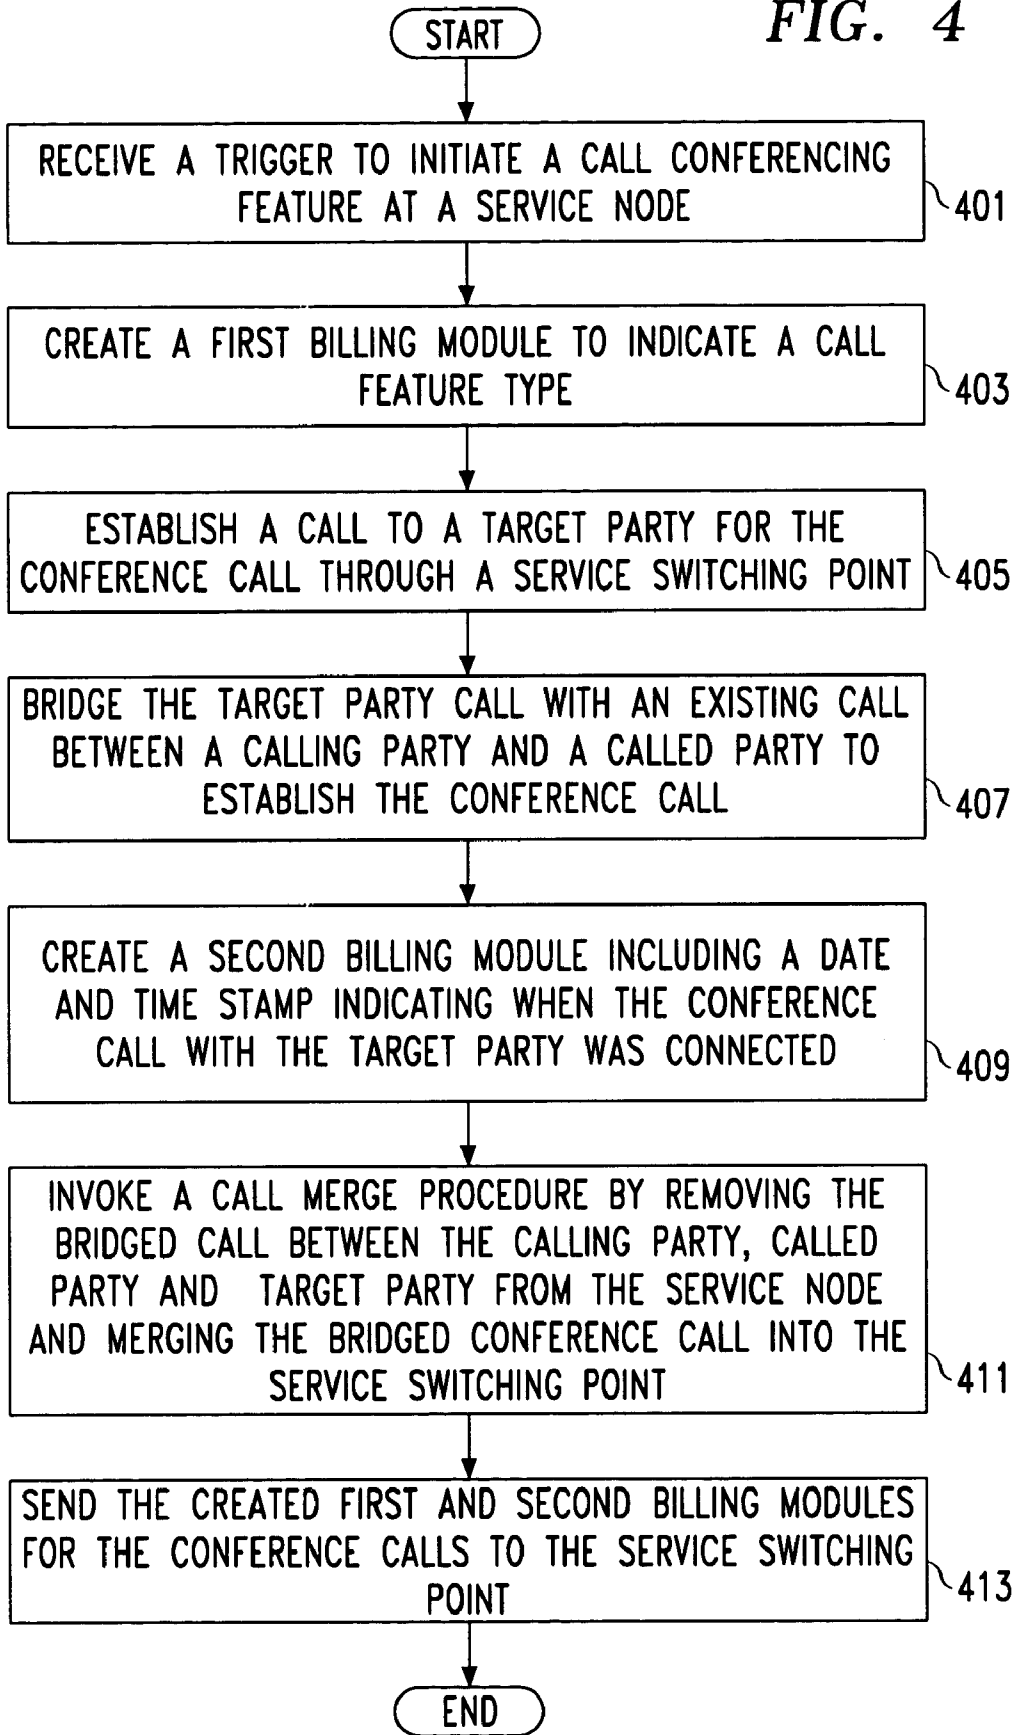 FIG. 4
START
RECEIVE A TRIGGER TO INITIATE A CALL CONFERENCING
FEATURE AT A SERVICE NODE
401
CREATE A FIRST BILLING MODULE TO INDICATE A CALL
FEATURE TYPE
403
ESTABLISH A CALL TO A TARGET PARTY FOR THE
CONFERENCE CALL THROUGH A SERVICE SWITCHING POINT
405
BRIDGE THE TARGET PARTY CALL WITH AN EXISTING CALL
BETWEEN A CALLING PARTY AND A CALLED PARTY TO
ESTABLISH THE CONFERENCE CALL
407
CREATE A SECOND BILLING MODULE INCLUDING A DATE
AND TIME STAMP INDICATING WHEN THE CONFERENCE
CALL WITH THE TARGET PARTY WAS CONNECTED
409
INVOKE A CALL MERGE PROCEDURE BY REMOVING THE
BRIDGED CALL BETWEEN THE CALLING PARTY, CALLED
PARTY AND TARGET PARTY FROM THE SERVICE NODE
AND MERGING THE BRIDGED CONFERENCE CALL INTO THE
SERVICE SWITCHING POINT
411
SEND THE CREATED FIRST AND SECOND BILLING MODULES
FOR THE CONFERENCE CALLS TO THE SERVICE SWITCHING
POINT
413
END